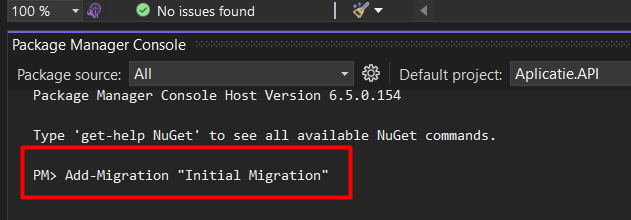 100 %
No issues found
Package Manager Console
Package source: All
Default project: Aplicatie.API
Package Manager Console Host Version 6.5.0.154
Type 'get-help NuGet' to see all available NuGet commands.
PM> Add-Migration "Initial Migration"